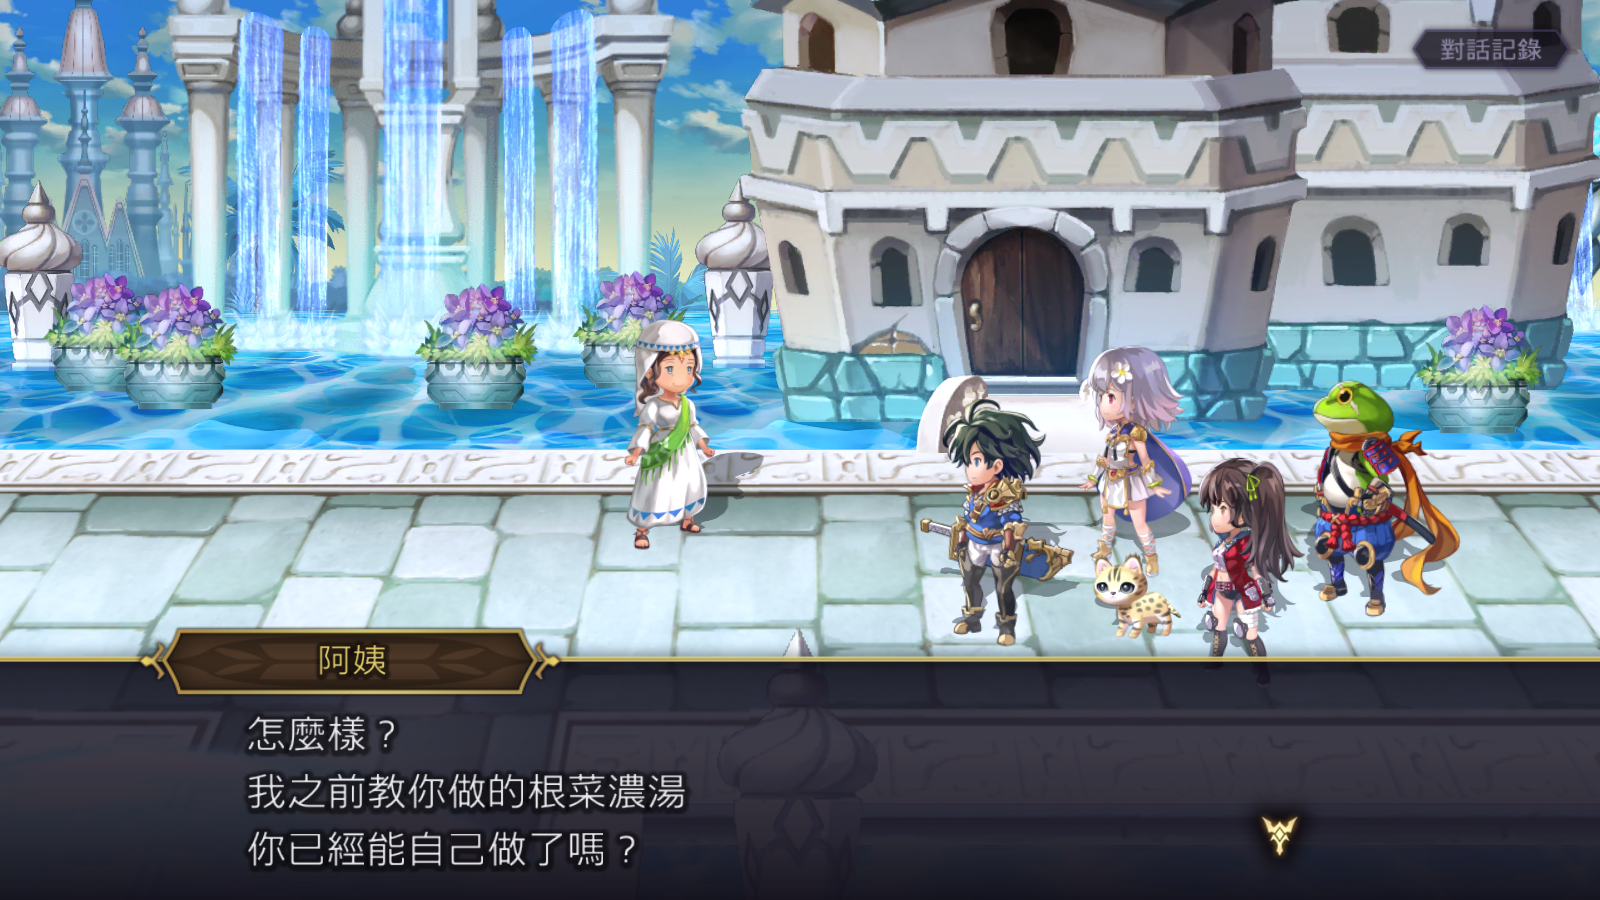 對話記錄
阿姨
怎麼樣？
我之前教你做的根菜濃湯
你已經能自己做了嗎？